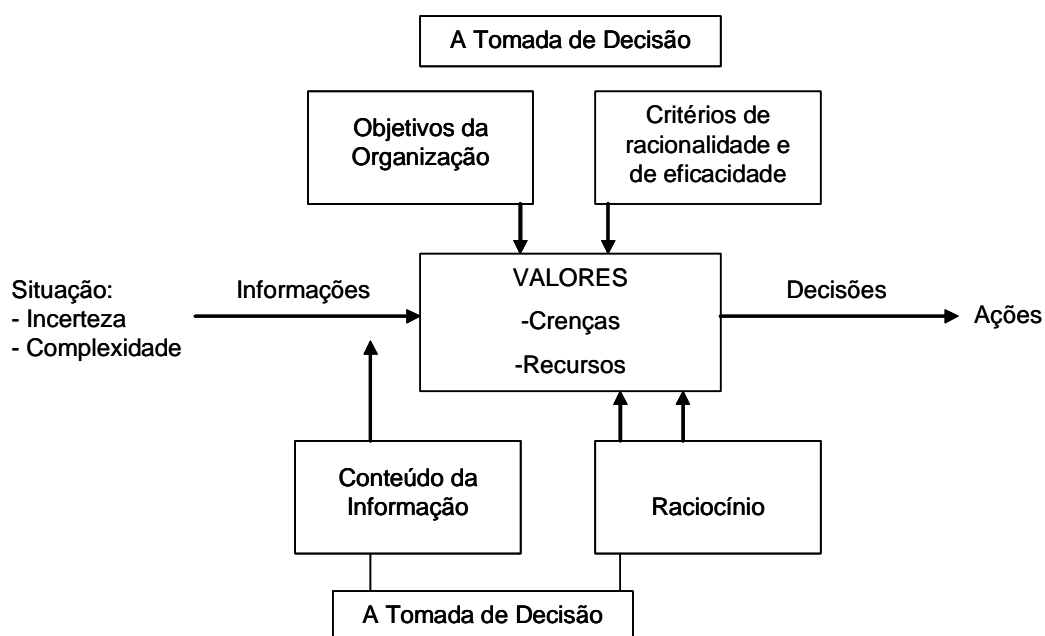 A Tomada de Decisão
Objetivos da
Organização
Critérios de
racionalidade e
de eficacidade
Situação:
- Incerteza
- Complexidade
Informações
VALORES
-Crenças
-Recursos
Decisões
Ações
Conteúdo da
Informação
Raciocínio
A Tomada de Decisão